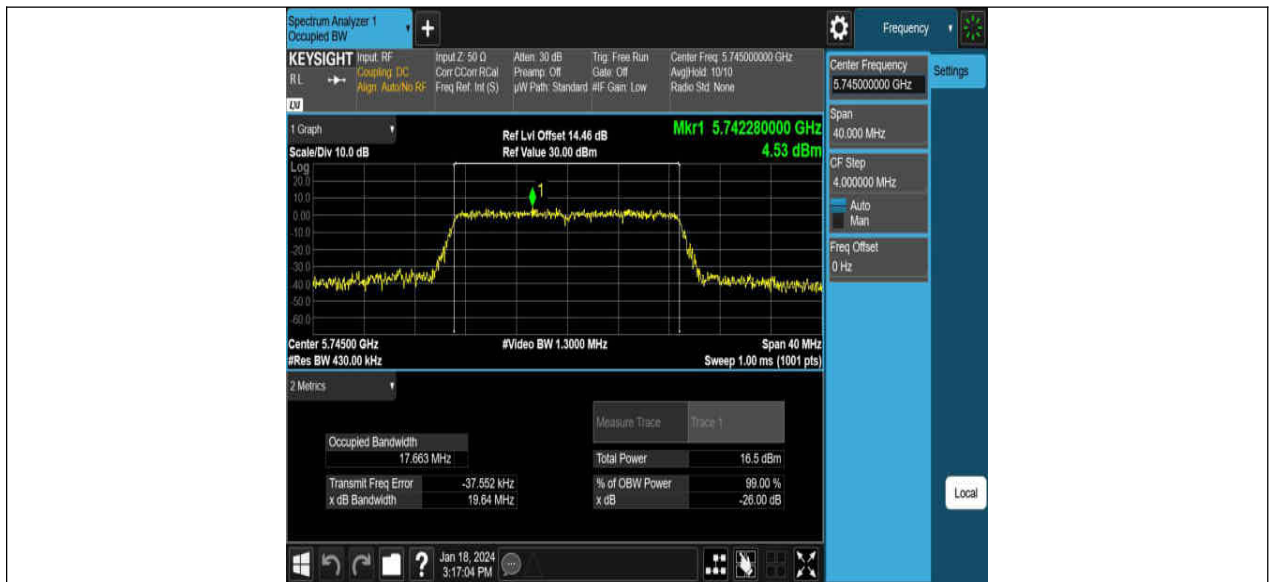 Spectrum Analyzer 1
Occupied BW
+
Frequency
KEYSIGHT
RL
LXI
Input: RF
Coupling: DC
Align: Auto/No RF
Input Z: 50 Ω
Corr CCorr RCal
Freq Ref: Int (S)
Atten: 30 dB
Preamp: Off
µW Path: Standard
Trig: Free Run
Gate: Off
#IF Gain: Low
Center Freq: 5.745000000 GHz
Avg|Hold: 10/10
Radio Std: None
Center Frequency
5.745000000 GHz
Settings
Span
40.000 MHz
CF Step
4.000000 MHz
Auto
Man
Freq Offset
0 Hz
1 Graph
Scale/Div 10.0 dB
Ref Lvl Offset 14.46 dB
Ref Value 30.00 dBm
Mkr1 5.742280000 GHz
4.53 dBm
Log
20.0
10.0
0.00
-10.0
-20.0
-30.0
-40.0
-50.0
-60.0
1
Center 5.74500 GHz
#Video BW 1.3000 MHz
Span 40 MHz
#Res BW 430.00 kHz
Sweep 1.00 ms (1001 pts)
2 Metrics
Measure Trace
Trace 1
Occupied Bandwidth
17.663 MHz
Total Power
16.5 dBm
Transmit Freq Error
-37.552 kHz
% of OBW Power
99.00 %
x dB Bandwidth
19.64 MHz
x dB
-26.00 dB
Local
?
Jan 18, 2024
3:17:04 PM